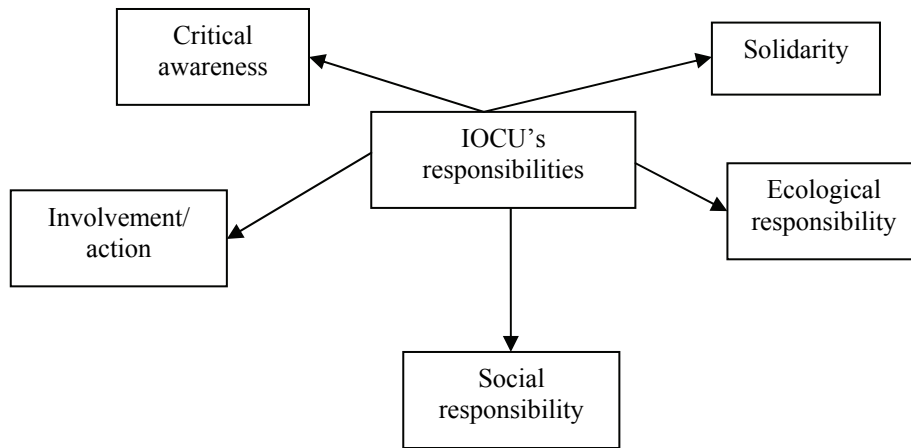 Critical
awareness
Solidarity
IOCU’s
responsibilities
Ecological
responsibility
Involvement/
action
Social
responsibility